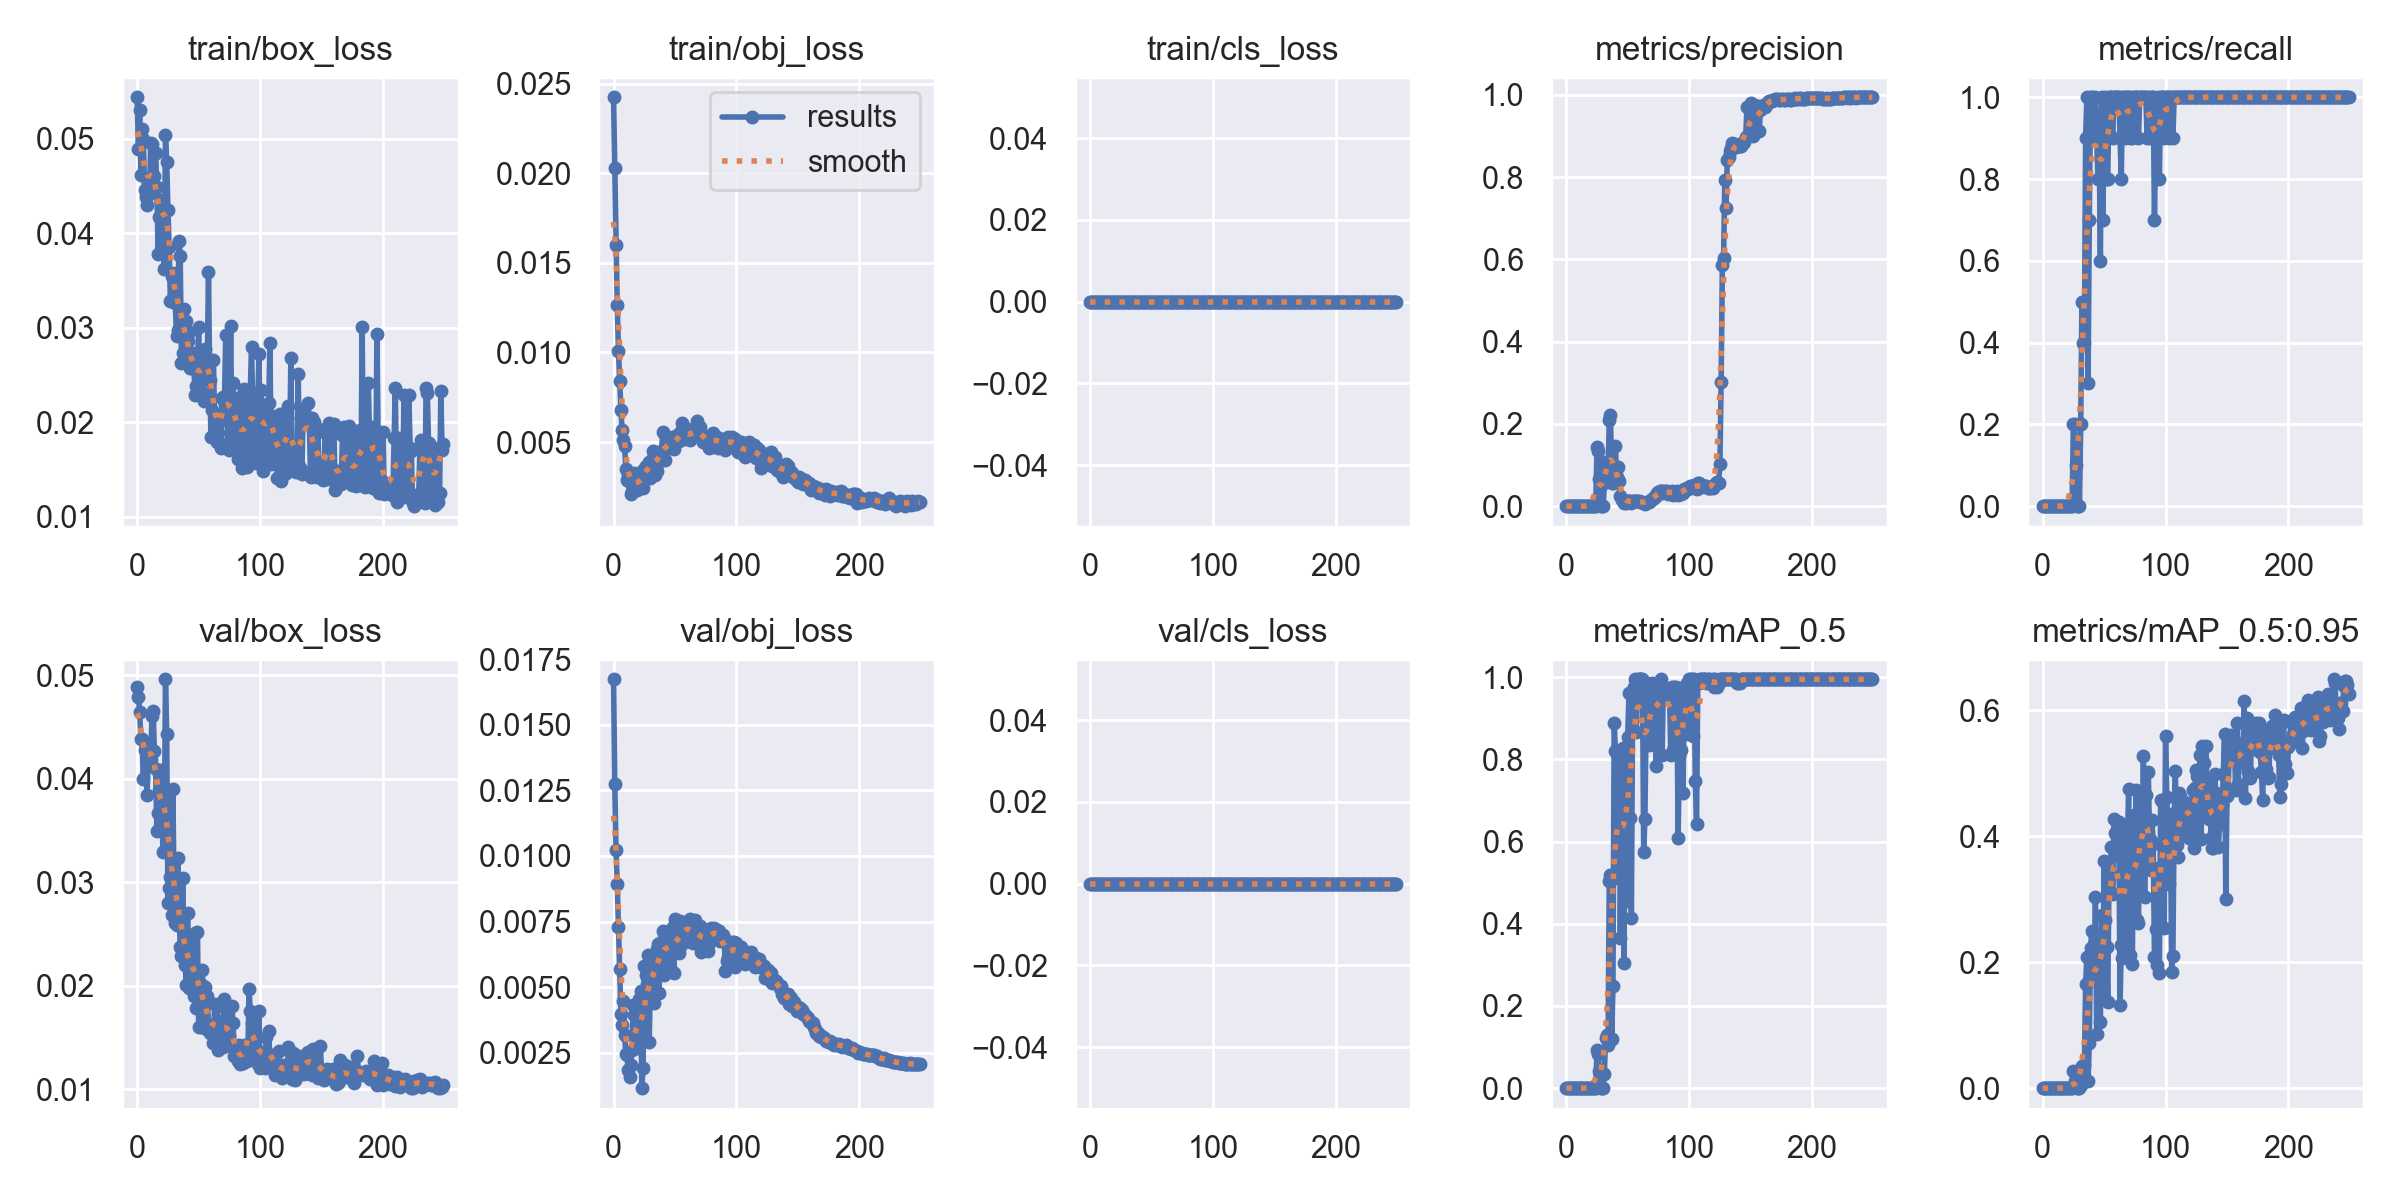 train/box_loss
0.05
0.04
0.03
0.02
0.01
0 100 200
train/obj_loss
0.025
0.020
0.015
0.010
0.005
results
smooth
0 100 200
train/cls_loss
0.04
0.02
0.00
−0.02
−0.04
0 100 200
metrics/precision
1.0
0.8
0.6
0.4
0.2
0.0
0 100 200
metrics/recall
1.0
0.8
0.6
0.4
0.2
0.0
0 100 200
val/box_loss
0.05
0.04
0.03
0.02
0.01
0 100 200
val/obj_loss
0.0175
0.0150
0.0125
0.0100
0.0075
0.0050
0.0025
0 100 200
val/cls_loss
0.04
0.02
0.00
−0.02
−0.04
0 100 200
metrics/mAP_0.5
1.0
0.8
0.6
0.4
0.2
0.0
0 100 200
metrics/mAP_0.5:0.95
0.6
0.4
0.2
0.0
0 100 200